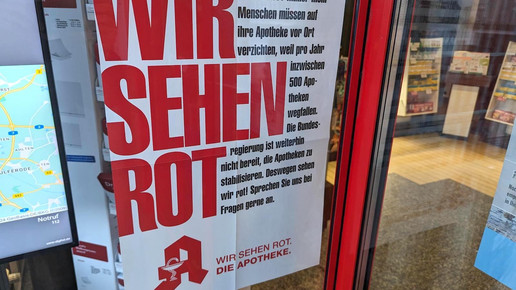 WIR
SEHEN
ROT
Menschen müssen auf
ihre Apotheke vor Ort
verzichten, weil pro Jahr
inzwischen
500 Apo-
theken
wegfallen.
Die Bundes-
regierung ist weiterhin
nicht bereit, die Apotheken zu
stabilisieren. Deswegen sehen
wir rot! Sprechen Sie uns bei
Fragen gerne an.
WIR SEHEN ROT.
DIE APOTHEKE.
Notruf
112